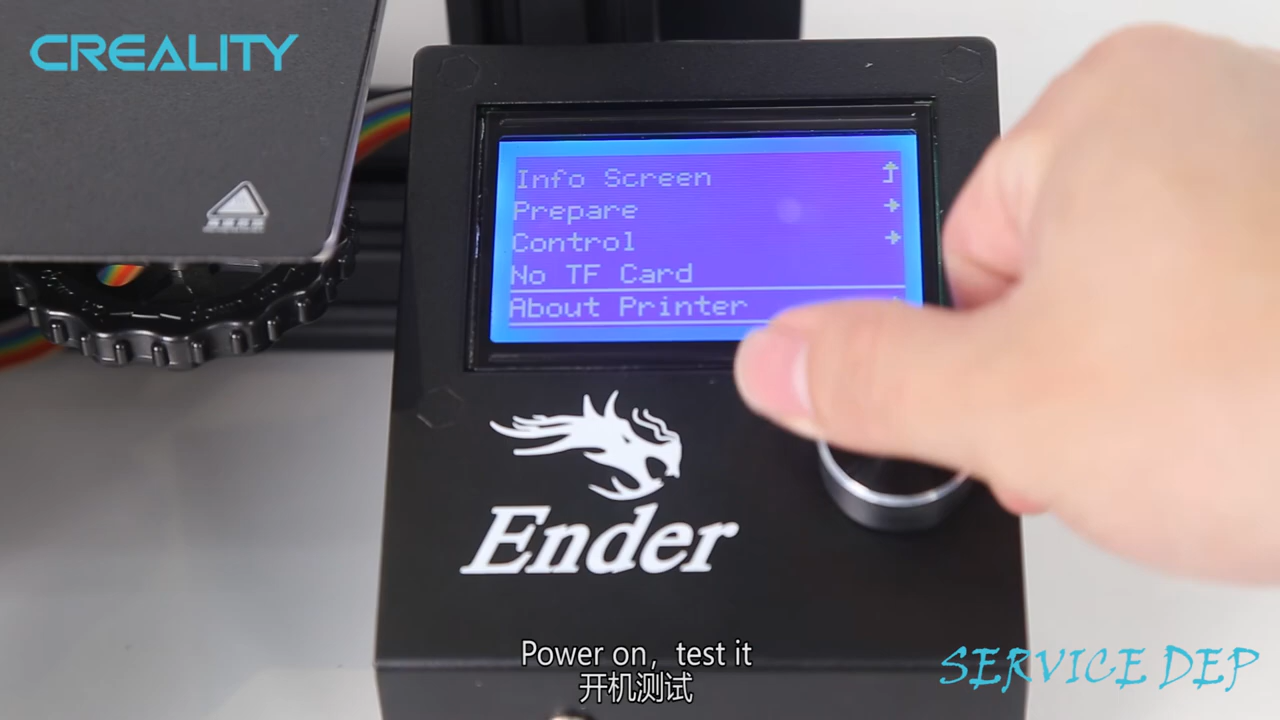 CREALITY
Info Screen
Prepare
Control
No TF Card
About Printer
Ender
Power on, test it
开机测试
SERVICE DEP